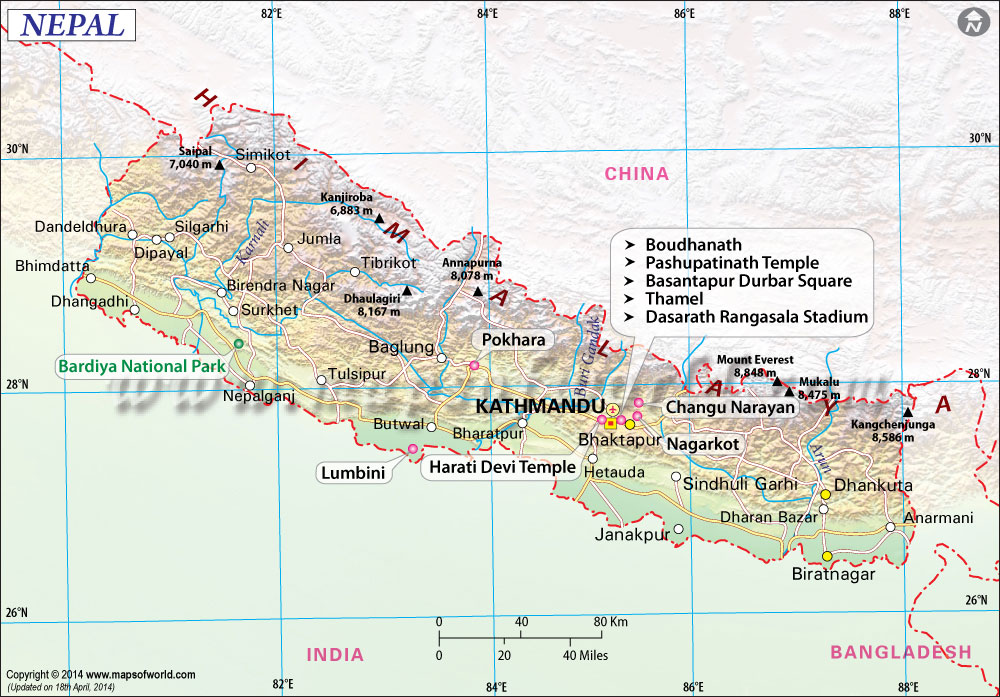 NEPAL
82°E
84°E
86°E
88°E
N
H
I
M
A
L
A
Y
A
30°N
30°N
CHINA
Saipal
7,040 m
Simikot
Kanjiroba
6,883 m
Dandeldhura
Silgarhi
Dipayal
Karnali
Jumla
Tibrikot
Annapurna
8,078 m
Bhimdatta
Birendra Nagar
Dhaulagiri
8,167 m
Dhangadhi
Surkhet
➤ Boudhanath
➤ Pashupatinath Temple
➤ Basantapur Durbar Square
➤ Thamel
➤ Dasarath Rangasala Stadium
Buri Gandak
Pokhara
Baglung
Bardiya National Park
Tulsipur
Nepalganj
28°N
28°N
Mount Everest
8,848 m
Mukalu
8,475 m
Kangchenjunga
8,586 m
KATHMANDU
Changu Narayan
Butwal
Bharatpur
Bhaktapur
Nagarkot
Lumbini
Harati Devi Temple
Hetauda
Sindhuli Garhi
Arun
Dhankuta
Dharan Bazar
Anarmani
Janakpur
Biratnagar
26°N
26°N
0 40 80 Km
0 20 40 Miles
INDIA
BANGLADESH
Copyright © 2014 www.mapsofworld.com
(Updated on 18th April, 2014)
82°E
84°E
86°E
88°E